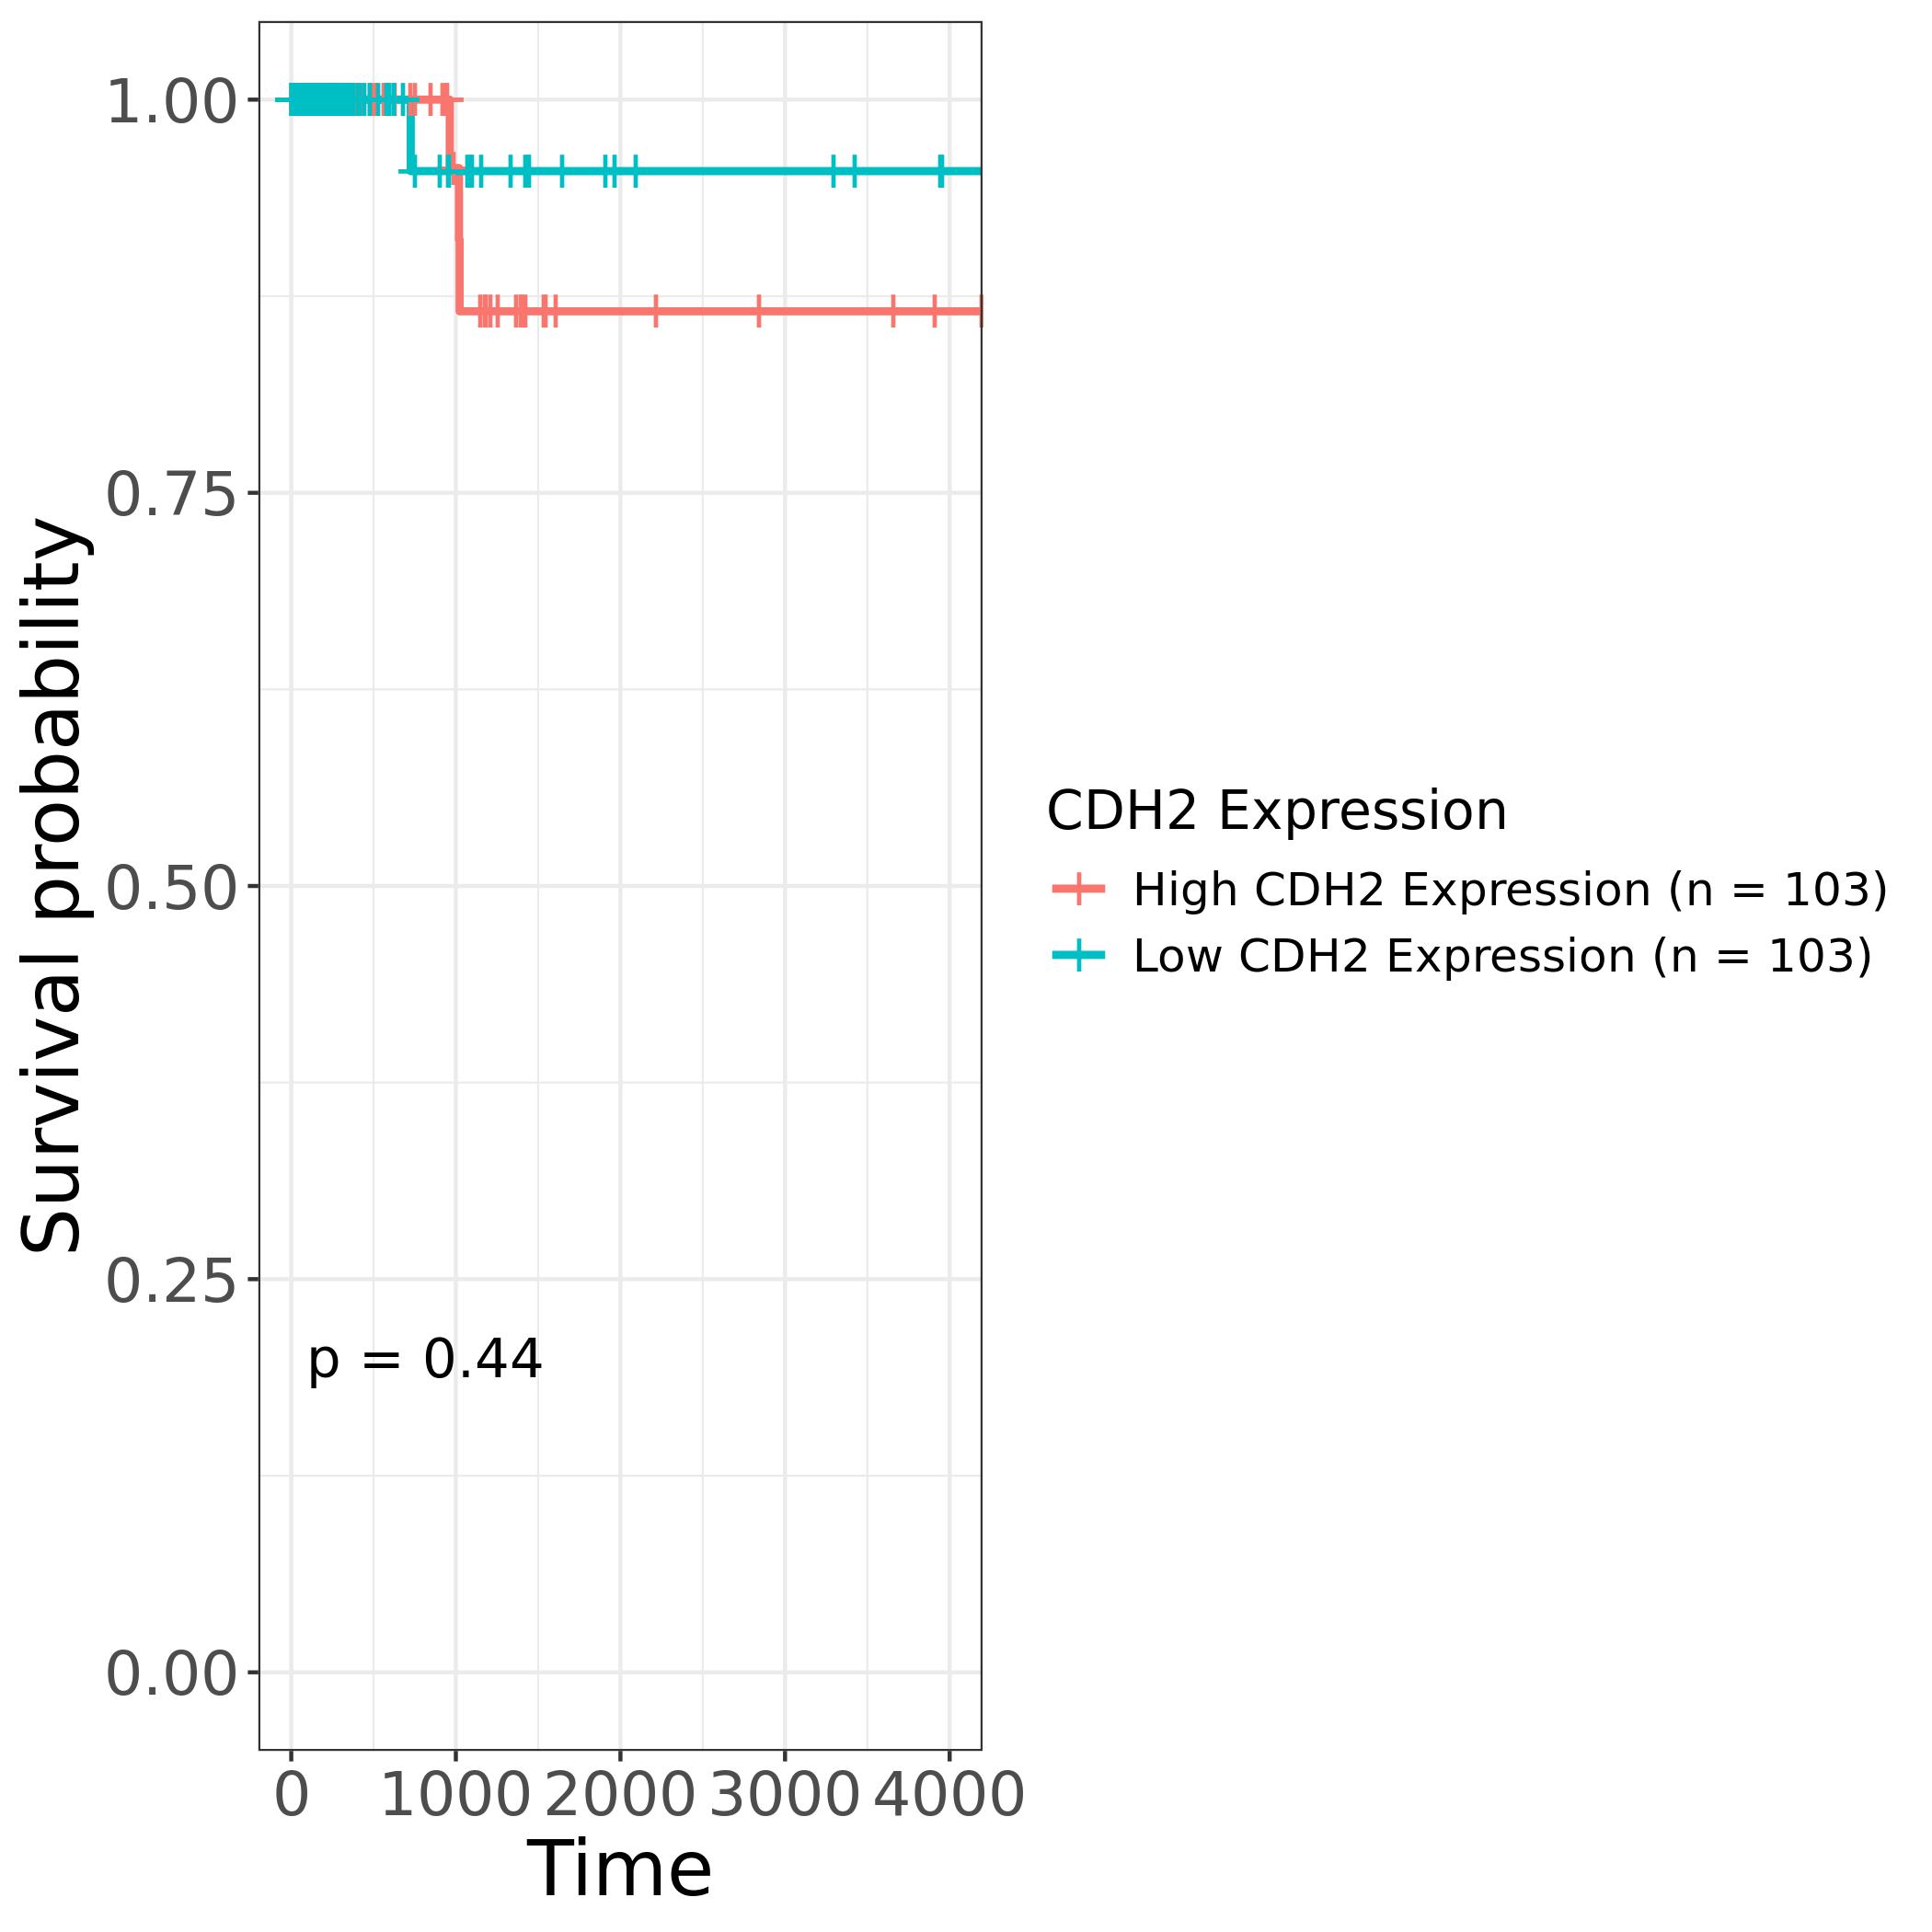 Survival probability
1.00
0.75
0.50
0.25
0.00
p = 0.44
0 1000 2000 3000 4000
Time
CDH2 Expression
High CDH2 Expression (n = 103)
Low CDH2 Expression (n = 103)